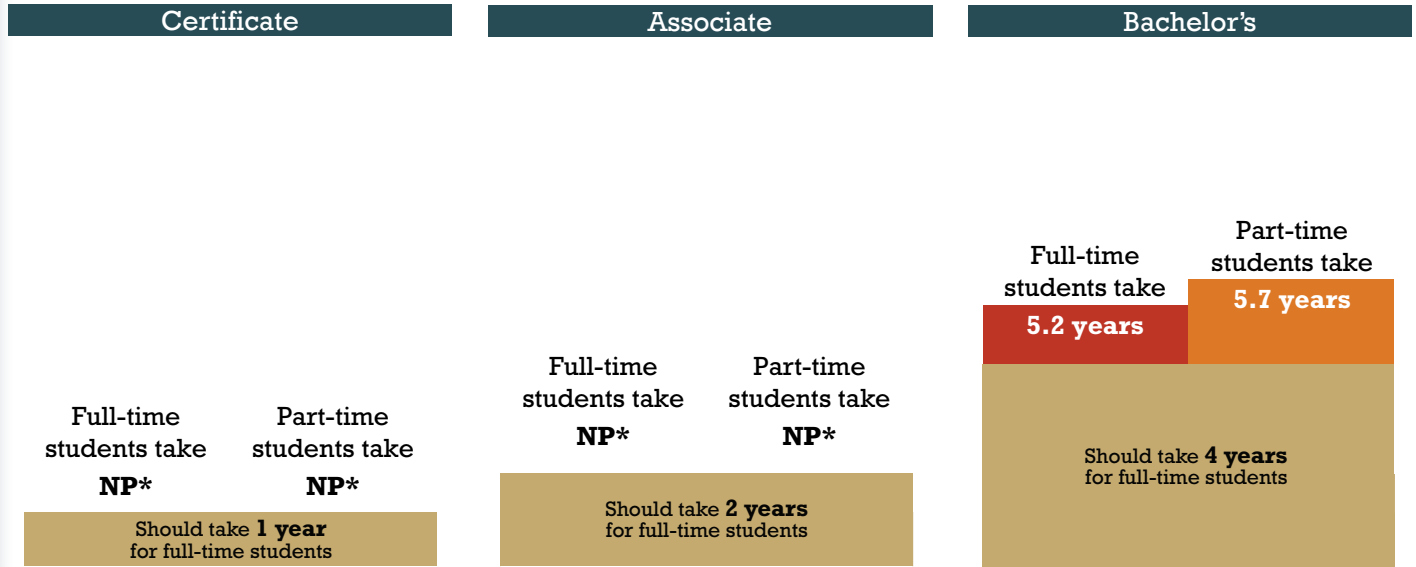 Certificate
Full-time
students take
NP*
Part-time
students take
NP*
Should take 1 year
for full-time students
Associate
Full-time
students take
NP*
Part-time
students take
NP*
Should take 2 years
for full-time students
Bachelor's
Full-time
students take
5.2 years
Part-time
students take
5.7 years
Should take 4 years
for full-time students